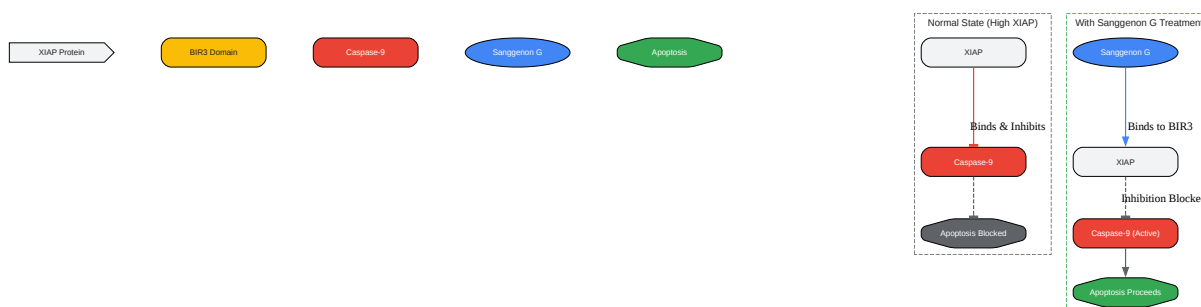 XIAP Protein
BIR3 Domain
Caspase-9
Sanggenon G
Apoptosis
Normal State (High XIAP)
XIAP
Binds & Inhibits
Caspase-9
Apoptosis Blocked
With Sanggenon G Treatment
Sanggenon G
Binds to BIR3
XIAP
Inhibition Blocke
Caspase-9 (Active)
Apoptosis Proceeds